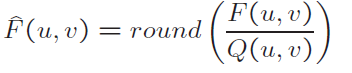 F̂(u, v) = round ( F(u, v) / Q(u, v) )